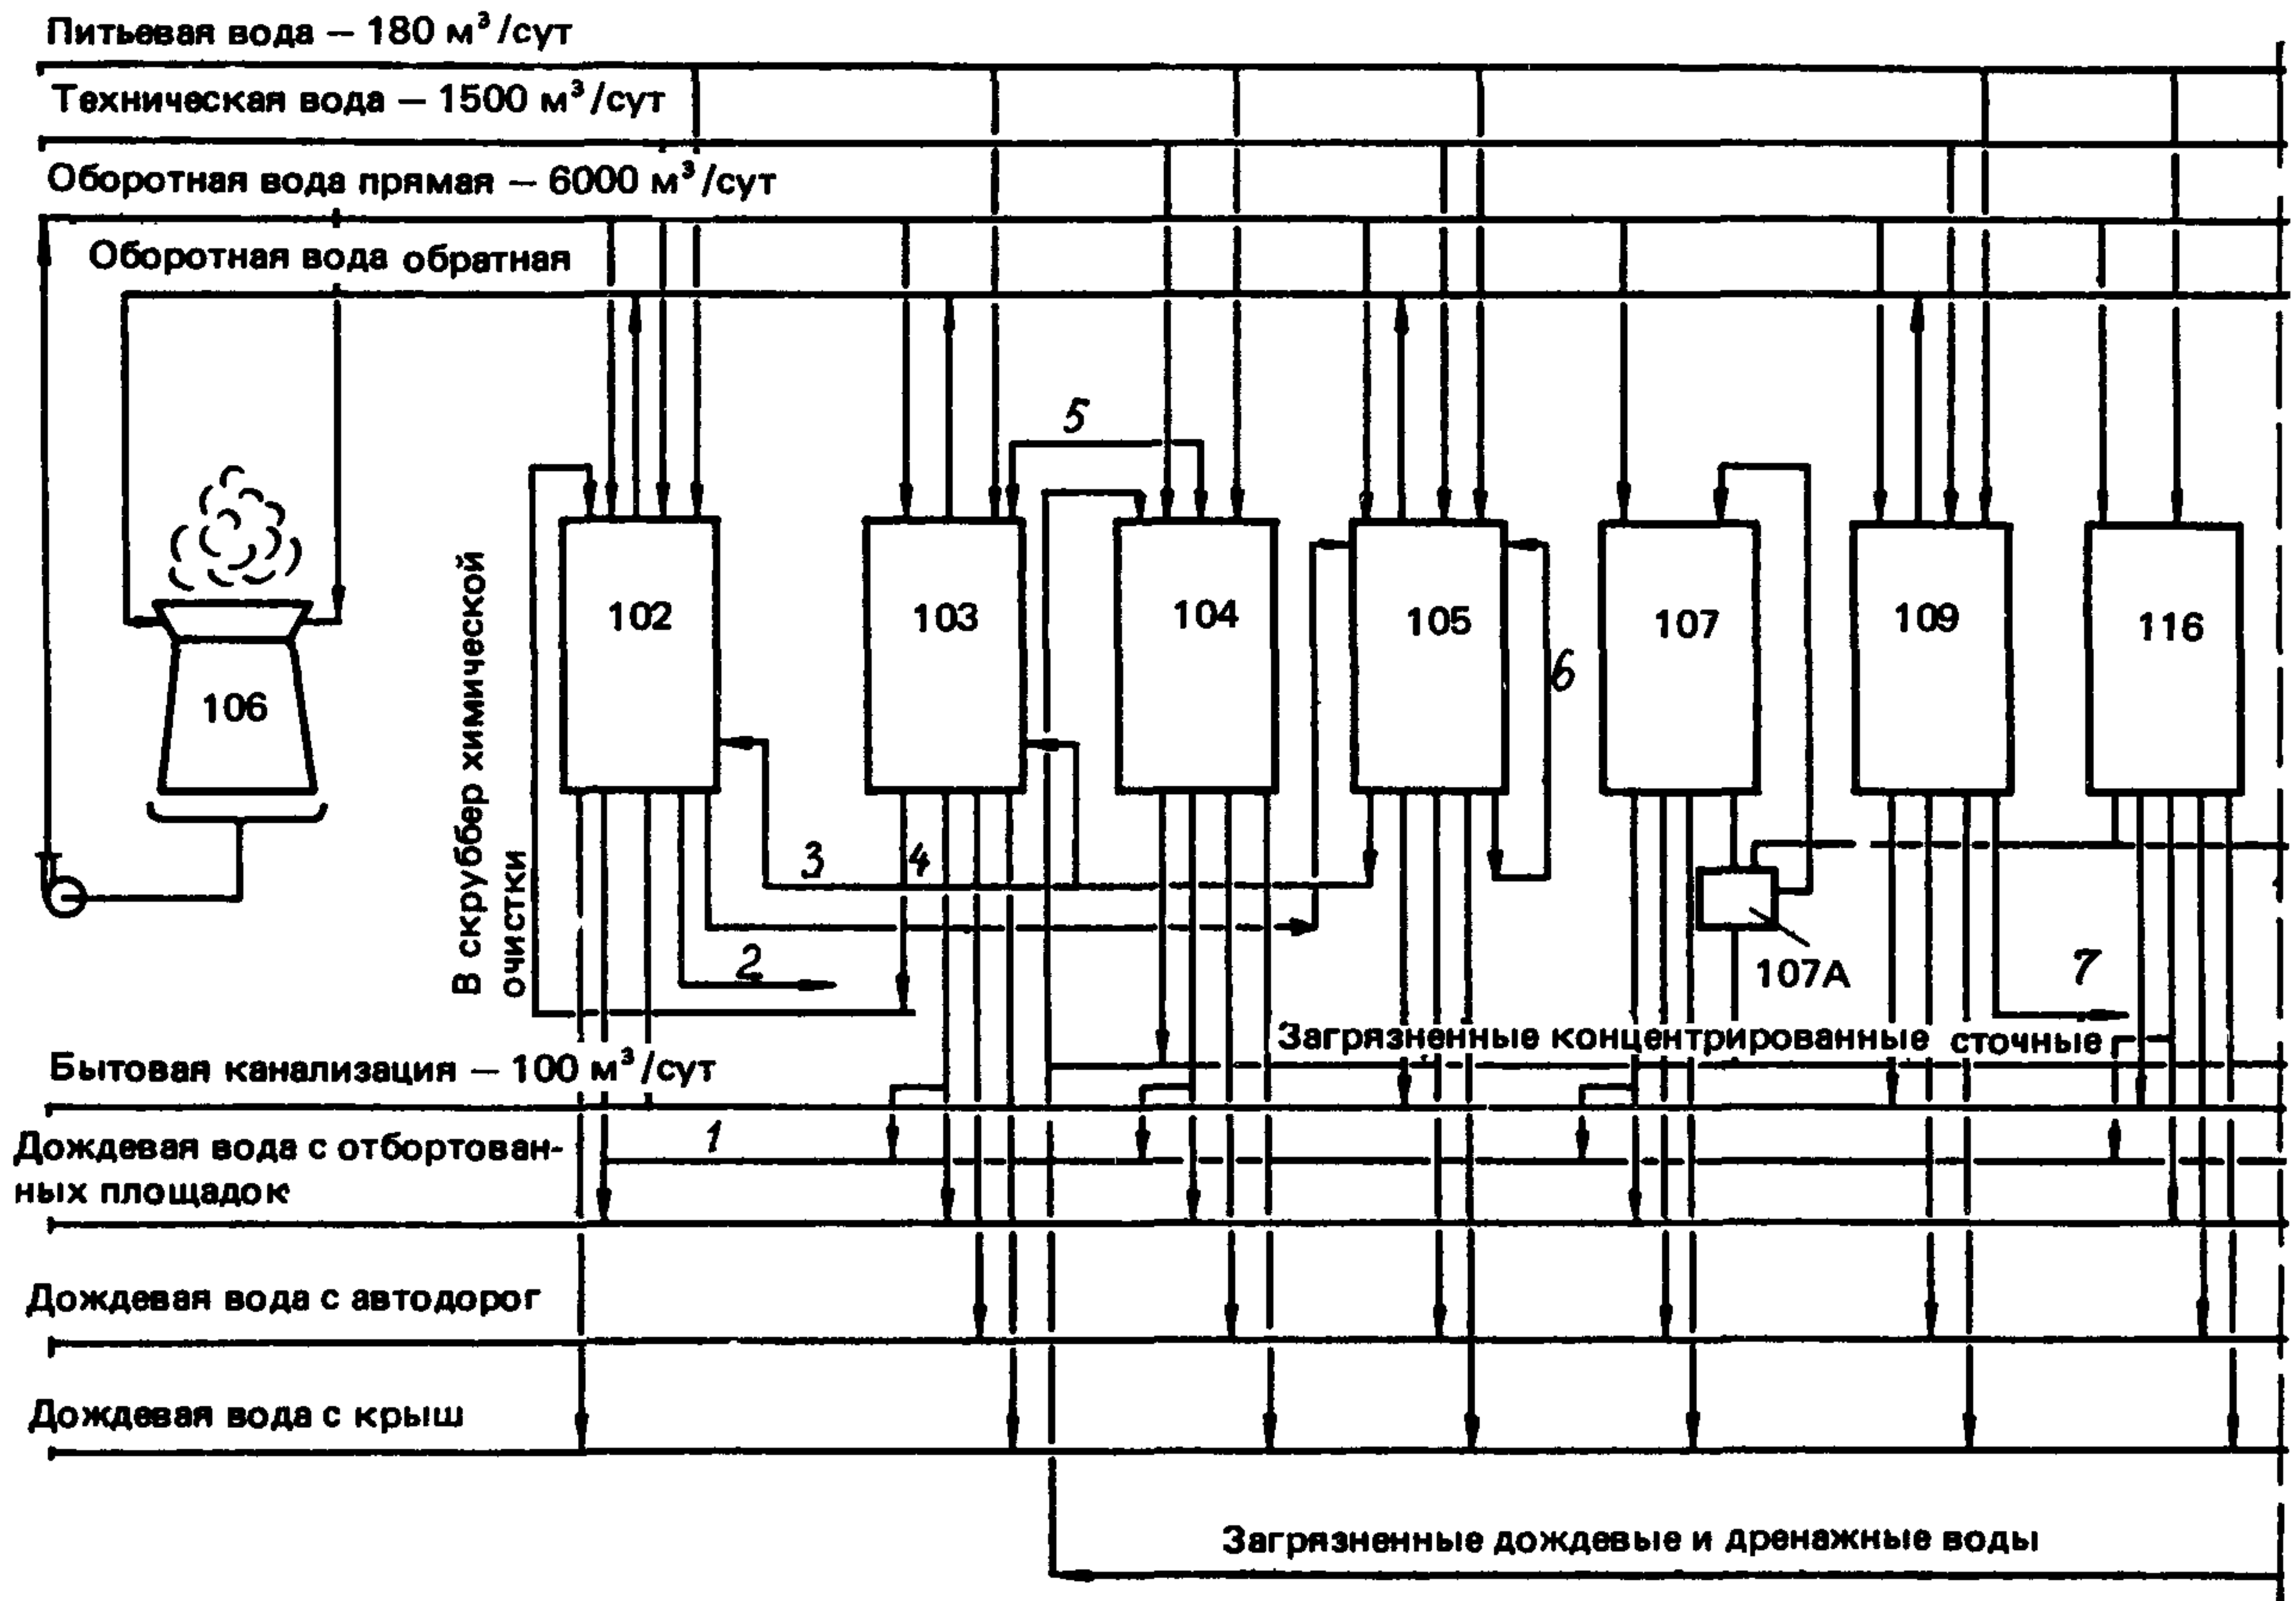 Питьевая вода — 180 м³/сут
Техническая вода — 1500 м³/сут
Оборотная вода прямая — 6000 м³/сут
Оборотная вода обратная
5
102
103
104
105
107
109
116
106
6
В скруббер химической
очистки
3
4
2
107А
7
Загрязненные концентрированные сточные
Бытовая канализация — 100 м³/сут
1
Дождевая вода с отбортован-
ных площадок
Дождевая вода с автодорог
Дождевая вода с крыш
Загрязненные дождевые и дренажные воды